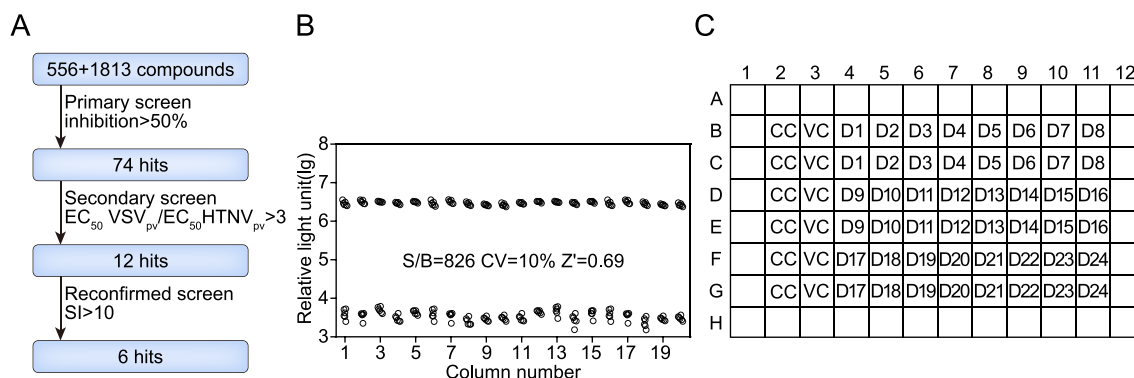 A
556+1813 compounds
Primary screen
inhibition>50%
74 hits
Secondary screen
EC50 VSVpv/EC50HTNVpv>3
12 hits
Reconfirmed screen
SI>10
6 hits
B
Relative light unit(lg)
8
7
6
5
4
3
S/B=826 CV=10% Z'=0.69
1 3 5 7 9 11 13 15 17 19
Column number
C
1 2 3 4 5 6 7 8 9 10 11 12
A
B CC VC D1 D2 D3 D4 D5 D6 D7 D8
C CC VC D1 D2 D3 D4 D5 D6 D7 D8
D CC VC D9 D10 D11 D12 D13 D14 D15 D16
E CC VC D9 D10 D11 D12 D13 D14 D15 D16
F CC VC D17 D18 D19 D20 D21 D22 D23 D24
G CC VC D17 D18 D19 D20 D21 D22 D23 D24
H